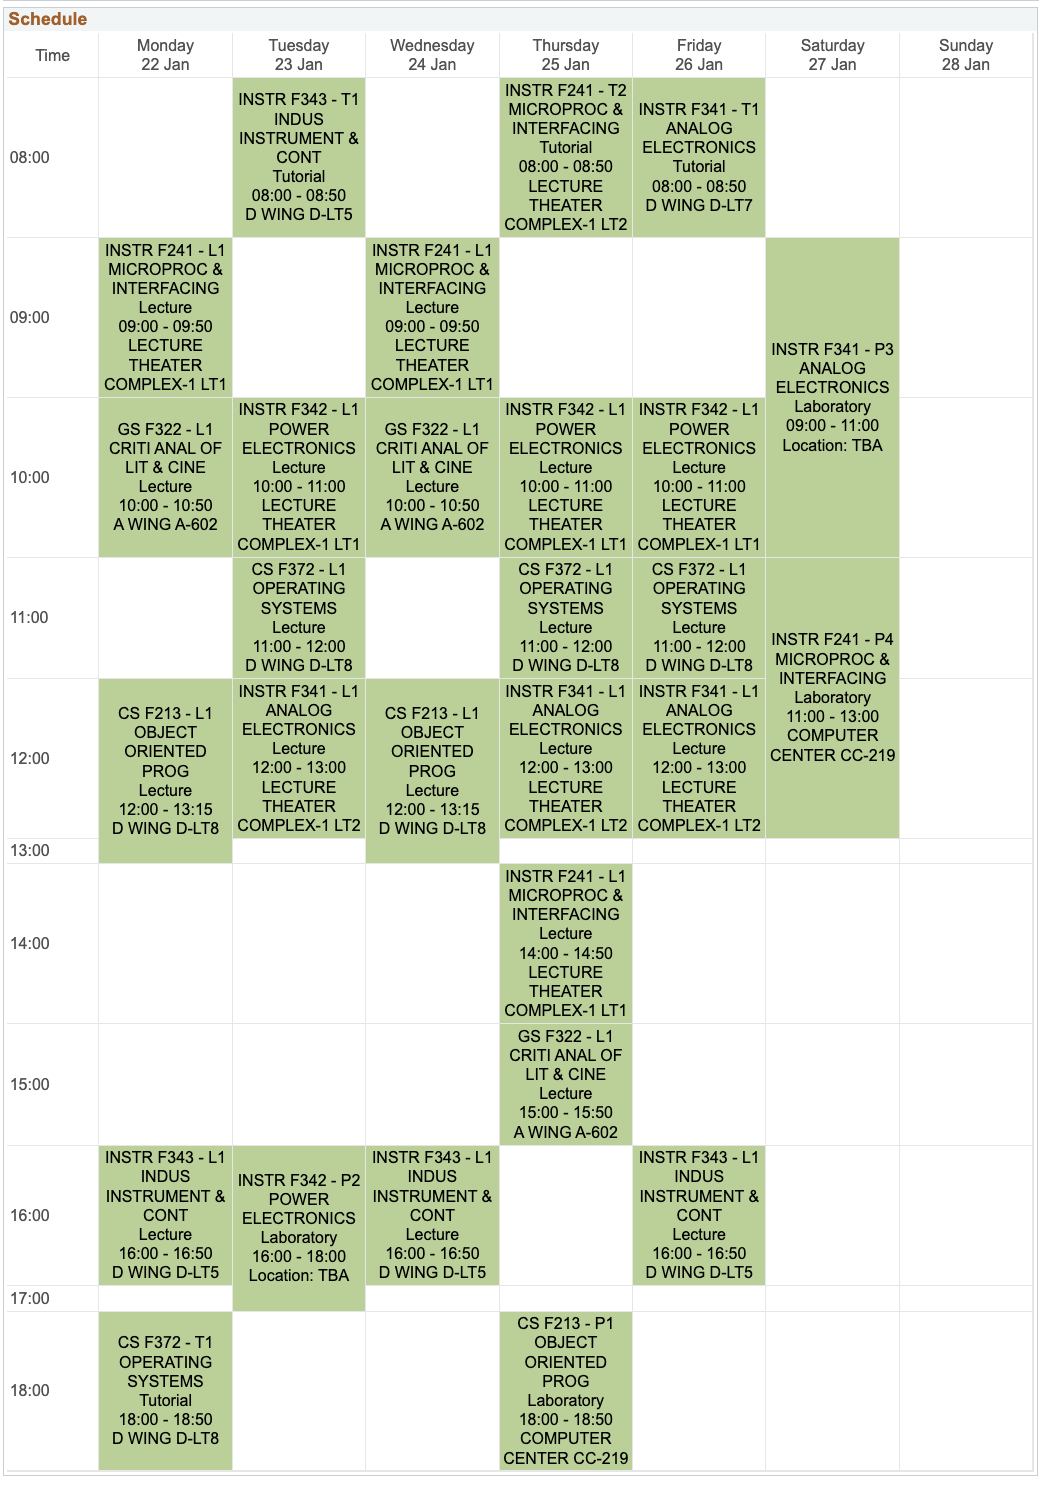 Schedule
Time
Monday
22 Jan
Tuesday
23 Jan
Wednesday
24 Jan
Thursday
25 Jan
Friday
26 Jan
Saturday
27 Jan
Sunday
28 Jan
08:00
INSTR F343 - T1
INDUS
INSTRUMENT &
CONT
Tutorial
08:00 - 08:50
D WING D-LT5
INSTR F241 - T2
MICROPROC &
INTERFACING
Tutorial
08:00 - 08:50
LECTURE
THEATER
COMPLEX-1 LT2
INSTR F341 - T1
ANALOG
ELECTRONICS
Tutorial
08:00 - 08:50
D WING D-LT7
09:00
INSTR F241 - L1
MICROPROC &
INTERFACING
Lecture
09:00 - 09:50
LECTURE
THEATER
COMPLEX-1 LT1
INSTR F241 - L1
MICROPROC &
INTERFACING
Lecture
09:00 - 09:50
LECTURE
THEATER
COMPLEX-1 LT1
INSTR F341 - P3
ANALOG
ELECTRONICS
Laboratory
09:00 - 11:00
Location: TBA
10:00
GS F322 - L1
CRITI ANAL OF
LIT & CINE
Lecture
10:00 - 10:50
A WING A-602
INSTR F342 - L1
POWER
ELECTRONICS
Lecture
10:00 - 11:00
LECTURE
THEATER
COMPLEX-1 LT1
GS F322 - L1
CRITI ANAL OF
LIT & CINE
Lecture
10:00 - 10:50
A WING A-602
INSTR F342 - L1
POWER
ELECTRONICS
Lecture
10:00 - 11:00
LECTURE
THEATER
COMPLEX-1 LT1
INSTR F342 - L1
POWER
ELECTRONICS
Lecture
10:00 - 11:00
LECTURE
THEATER
COMPLEX-1 LT1
11:00
CS F372 - L1
OPERATING
SYSTEMS
Lecture
11:00 - 12:00
D WING D-LT8
CS F372 - L1
OPERATING
SYSTEMS
Lecture
11:00 - 12:00
D WING D-LT8
CS F372 - L1
OPERATING
SYSTEMS
Lecture
11:00 - 12:00
D WING D-LT8
INSTR F241 - P4
MICROPROC &
INTERFACING
Laboratory
11:00 - 13:00
COMPUTER
CENTER CC-219
12:00
CS F213 - L1
OBJECT
ORIENTED
PROG
Lecture
12:00 - 13:15
D WING D-LT8
INSTR F341 - L1
ANALOG
ELECTRONICS
Lecture
12:00 - 13:00
LECTURE
THEATER
COMPLEX-1 LT2
CS F213 - L1
OBJECT
ORIENTED
PROG
Lecture
12:00 - 13:15
D WING D-LT8
INSTR F341 - L1
ANALOG
ELECTRONICS
Lecture
12:00 - 13:00
LECTURE
THEATER
COMPLEX-1 LT2
INSTR F341 - L1
ANALOG
ELECTRONICS
Lecture
12:00 - 13:00
LECTURE
THEATER
COMPLEX-1 LT2
13:00
14:00
INSTR F241 - L1
MICROPROC &
INTERFACING
Lecture
14:00 - 14:50
LECTURE
THEATER
COMPLEX-1 LT1
15:00
GS F322 - L1
CRITI ANAL OF
LIT & CINE
Lecture
15:00 - 15:50
A WING A-602
16:00
INSTR F343 - L1
INDUS
INSTRUMENT &
CONT
Lecture
16:00 - 16:50
D WING D-LT5
INSTR F342 - P2
POWER
ELECTRONICS
Laboratory
16:00 - 18:00
Location: TBA
INSTR F343 - L1
INDUS
INSTRUMENT &
CONT
Lecture
16:00 - 16:50
D WING D-LT5
INSTR F343 - L1
INDUS
INSTRUMENT &
CONT
Lecture
16:00 - 16:50
D WING D-LT5
17:00
18:00
CS F372 - T1
OPERATING
SYSTEMS
Tutorial
18:00 - 18:50
D WING D-LT8
CS F213 - P1
OBJECT
ORIENTED
PROG
Laboratory
18:00 - 18:50
COMPUTER
CENTER CC-219